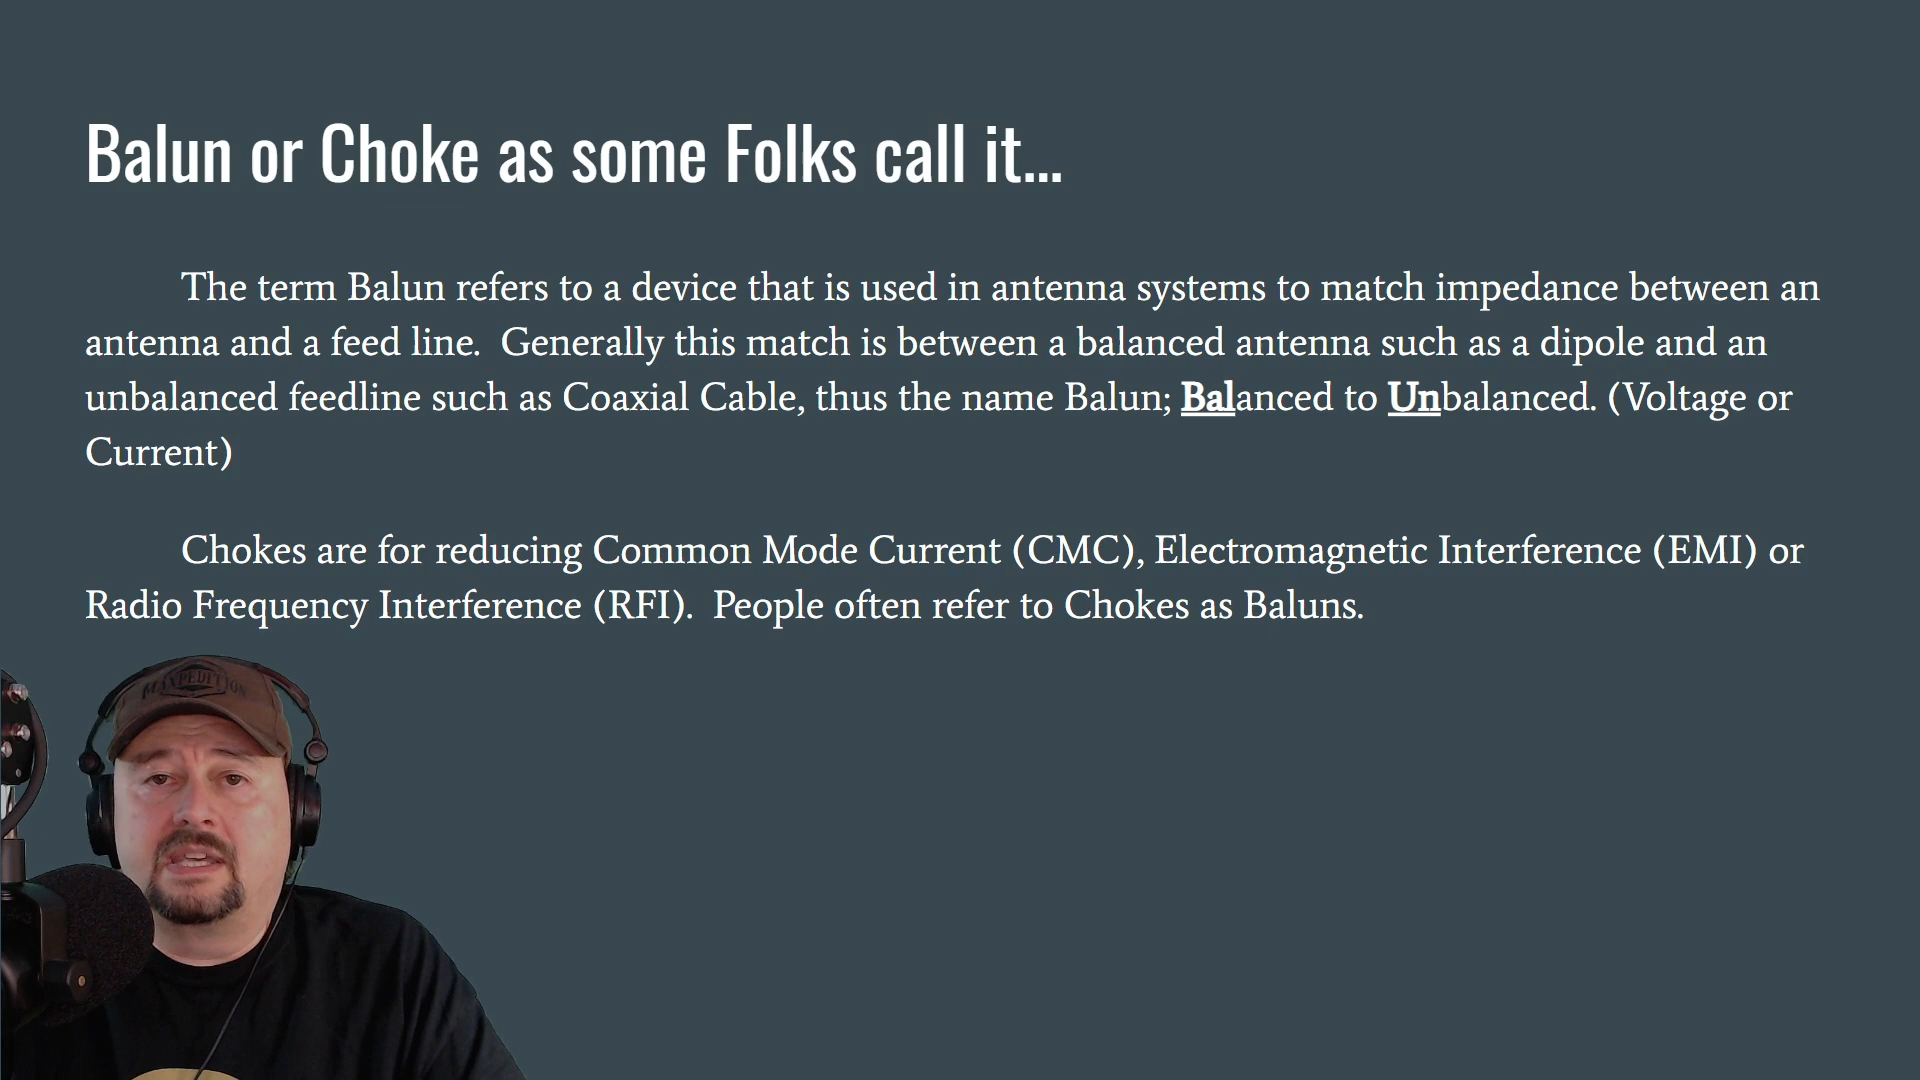 Balun or Choke as some Folks call it...
The term Balun refers to a device that is used in antenna systems to match impedance between an
antenna and a feed line.  Generally this match is between a balanced antenna such as a dipole and an
unbalanced feedline such as Coaxial Cable, thus the name Balun; Balanced to Unbalanced. (Voltage or
Current)
Chokes are for reducing Common Mode Current (CMC), Electromagnetic Interference (EMI) or
Radio Frequency Interference (RFI).  People often refer to Chokes as Baluns.
MAXPEDITION